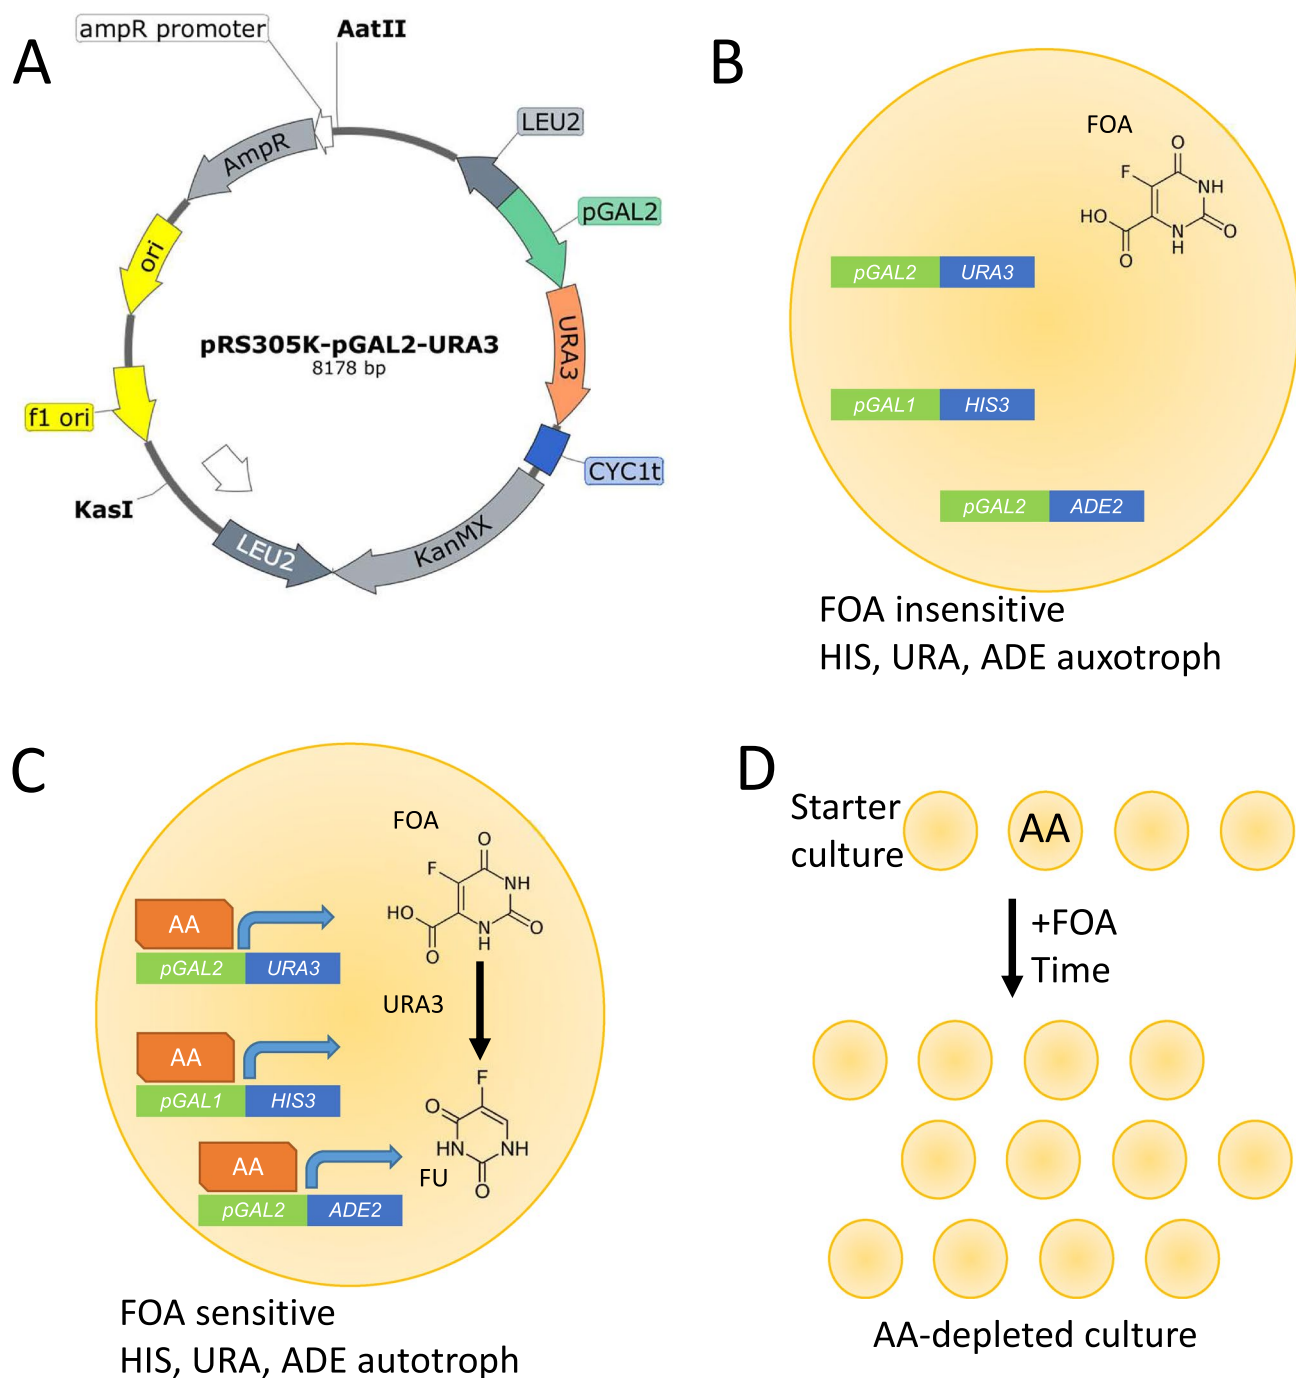 A
ampR promoter
AatII
LEU2
AmpR
pGAL2
ori
URA3
pRS305K-pGAL2-URA3
8178 bp
f1 ori
CYC1t
KasI
KanMX
LEU2
B
FOA
O
F
NH
HO
N
H
O
O
pGAL2 URA3
pGAL1 HIS3
pGAL2 ADE2
FOA insensitive
HIS, URA, ADE auxotroph
C
FOA
O
F
NH
HO
N
H
O
O
AA
pGAL2 URA3
URA3
AA
pGAL1 HIS3
F
O
HN
NH
O
FU
AA
pGAL2 ADE2
FOA sensitive
HIS, URA, ADE autotroph
D
Starter
culture
AA
+FOA
Time
AA-depleted culture